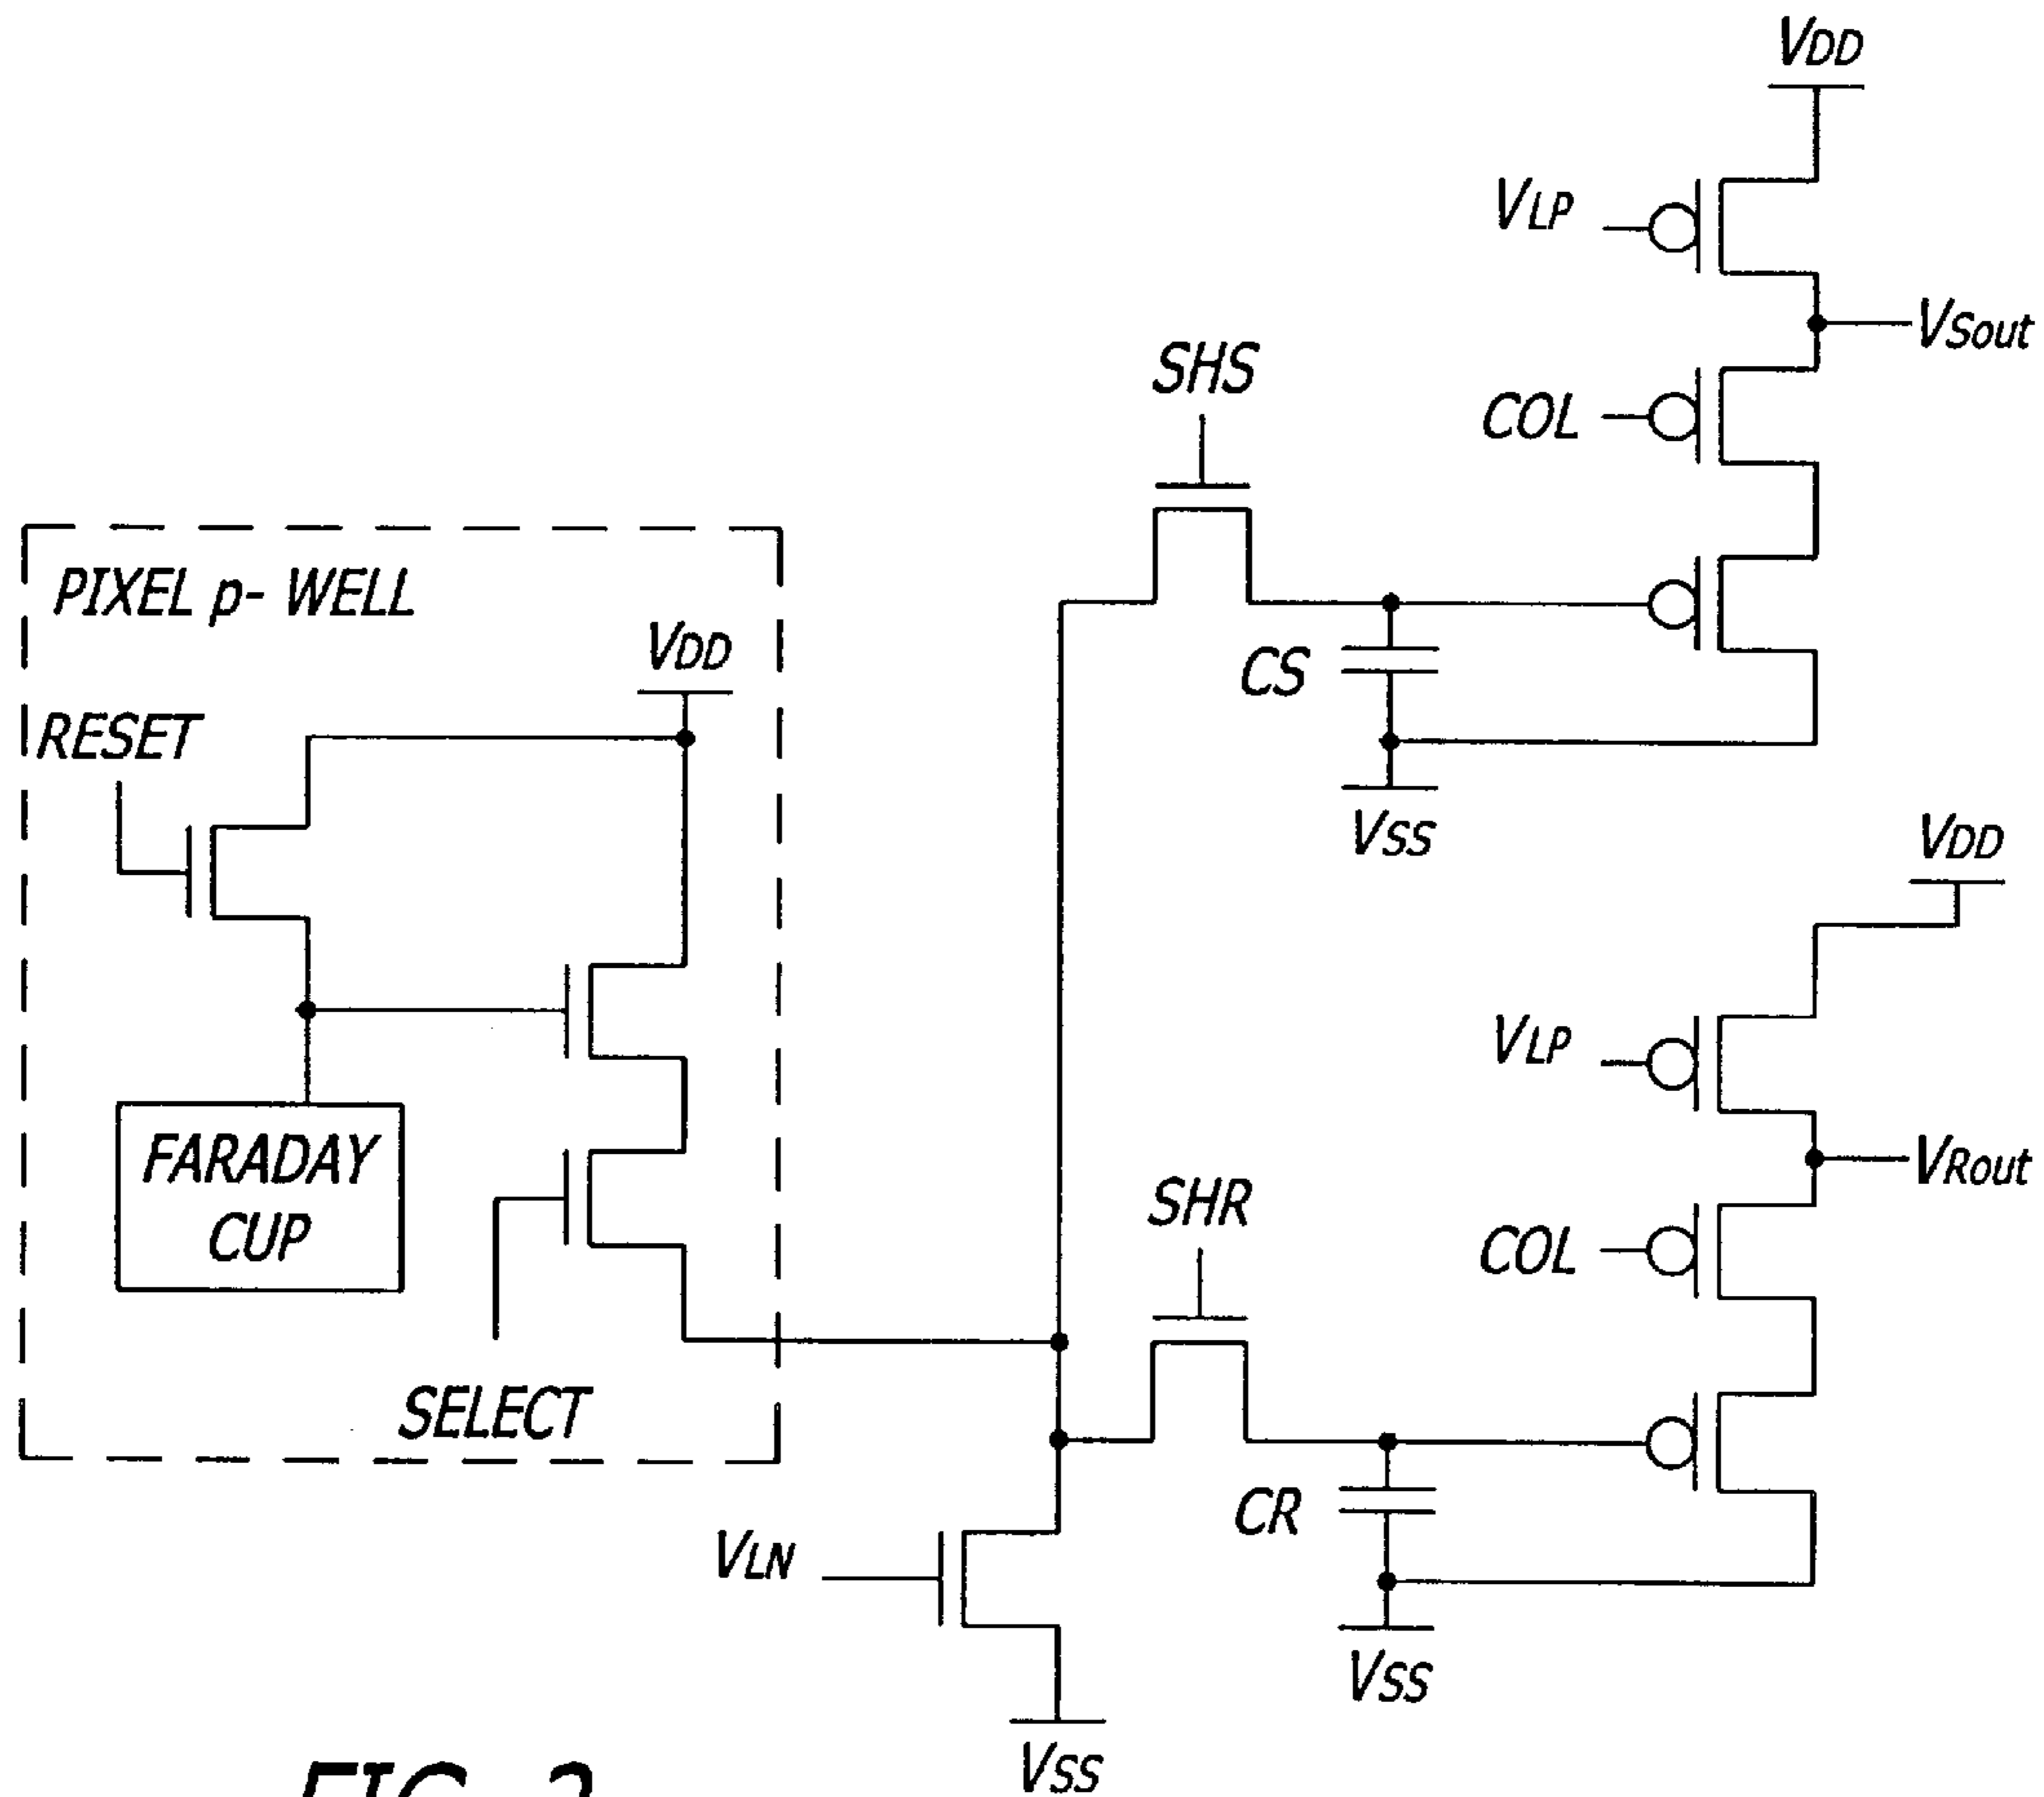 VDD
VLP
VSout
SHS
COL
PIXEL p- WELL
VDD
CS
RESET
VSS
VDD
VLP
FARADAY
CUP
VRout
SHR
COL
SELECT
CR
VLN
VSS
VSS